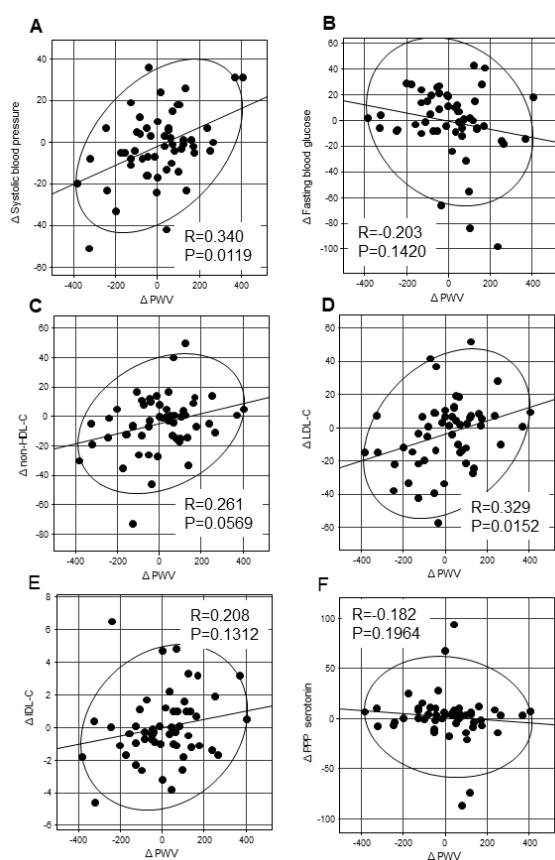 A
Δ Systolic blood pressure
40
20
0
-20
-40
-60
R=0.340
P=0.0119
-400 -200 0 200 400
Δ PWV
B
Δ Fasting blood glucose
60
40
20
0
-20
-40
-60
-80
-100
R=-0.203
P=0.1420
-400 -200 0 200 400
Δ PWV
C
Δ non-HDL-C
60
40
20
0
-20
-40
-60
-80
R=0.261
P=0.0569
-400 -200 0 200 400
Δ PWV
D
Δ LDL-C
60
40
20
0
-20
-40
-60
R=0.329
P=0.0152
-400 -200 0 200 400
Δ PWV
E
Δ IDL-C
8
6
4
2
0
-2
-4
-6
R=0.208
P=0.1312
-400 -200 0 200 400
Δ PWV
F
Δ PPP serotonin
100
50
0
-50
-100
R=-0.182
P=0.1964
-400 -200 0 200 400
Δ PWV